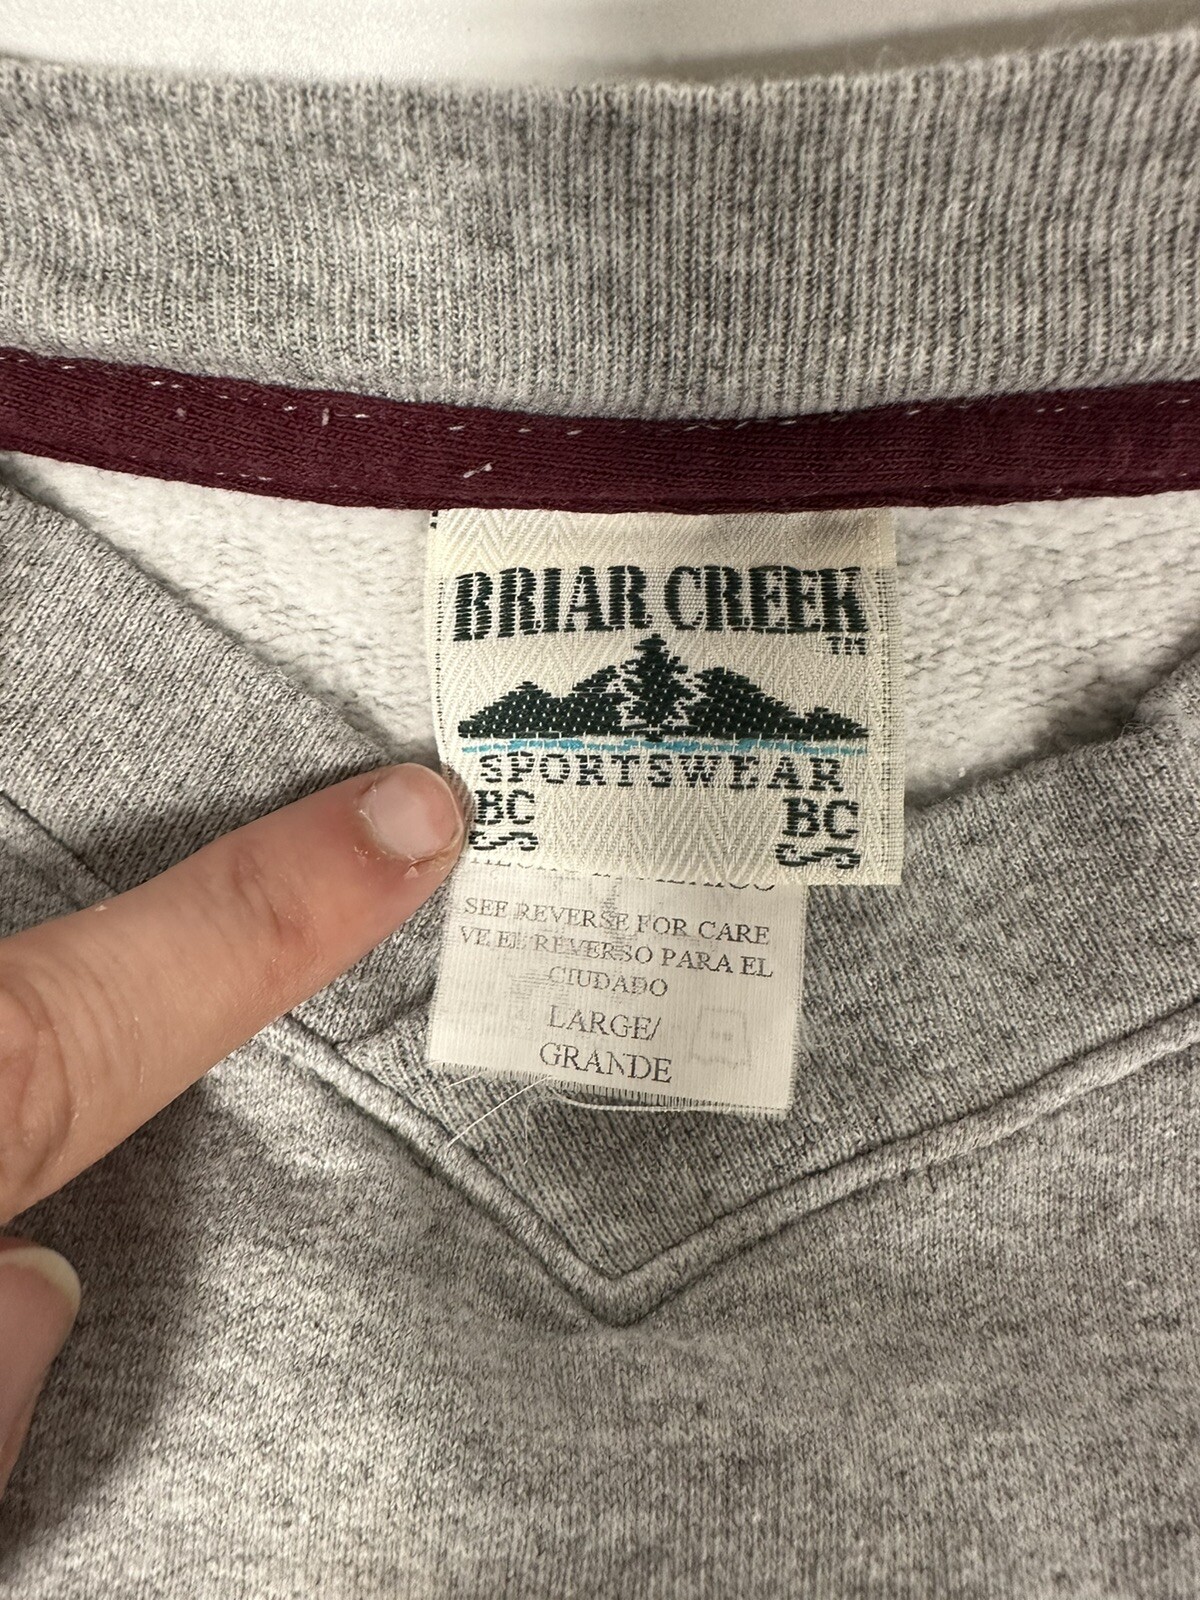 BRIAR CREEK
TM
SPORTSWEAR
BC BC
SEE REVERSE FOR CARE
VE EL REVERSO PARA EL
CIUDADO
LARGE/
GRANDE